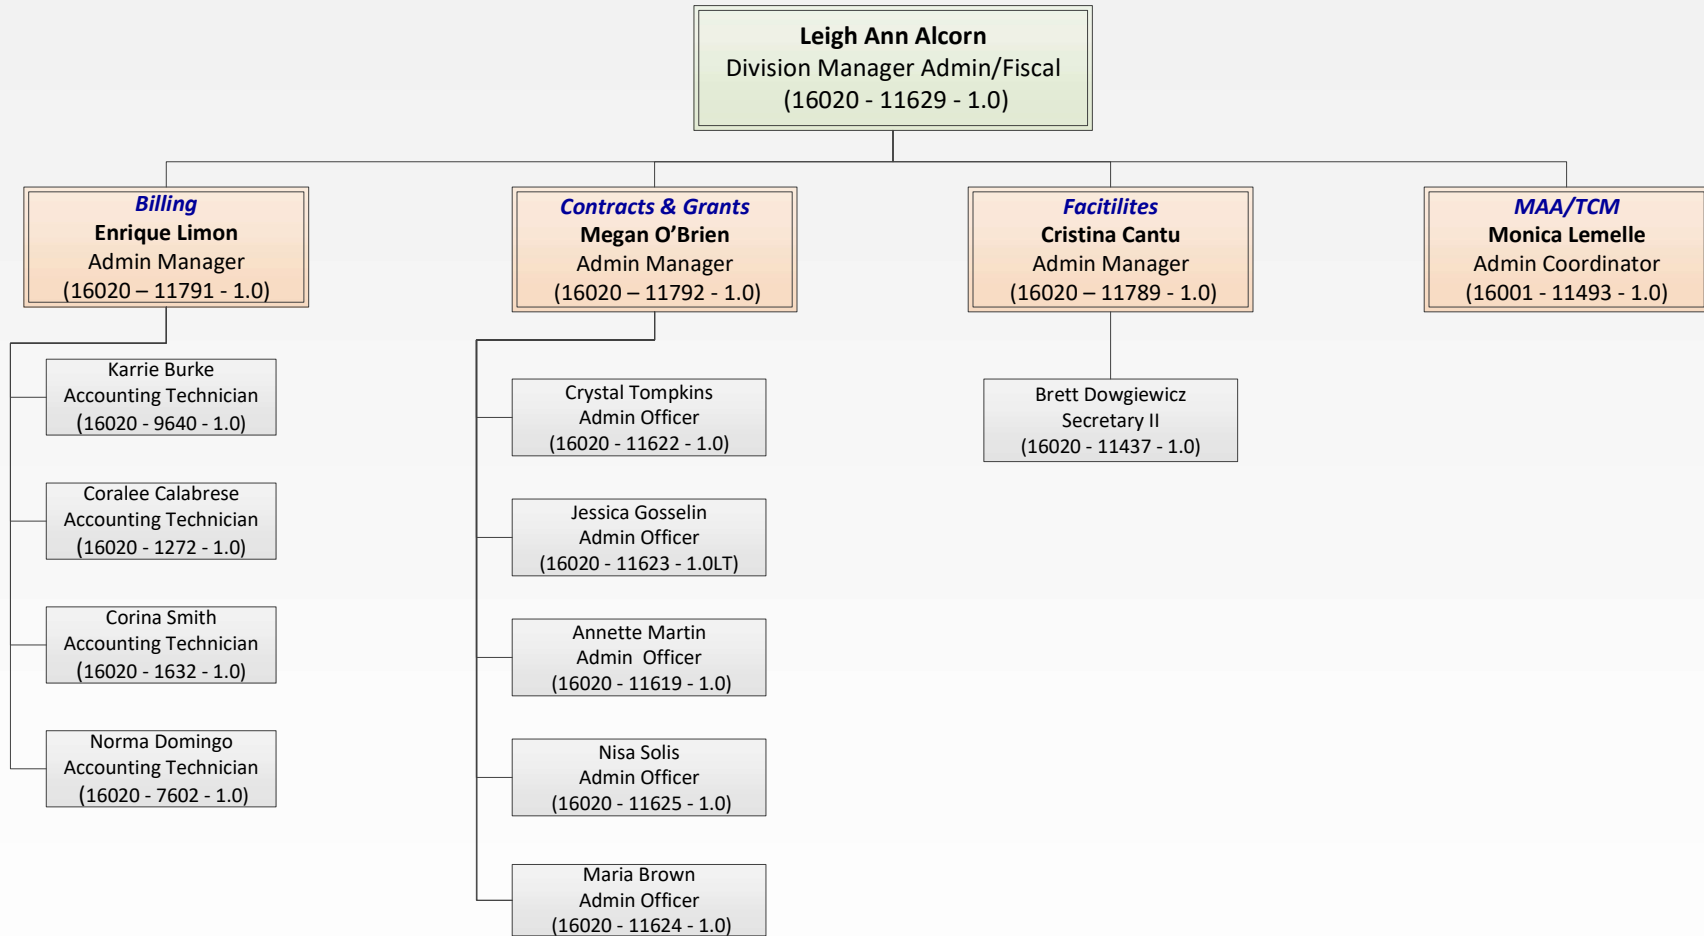 Leigh Ann Alcorn
Division Manager Admin/Fiscal
(16020 - 11629 - 1.0)
Billing
Enrique Limon
Admin Manager
(16020 – 11791 - 1.0)
Contracts & Grants
Megan O’Brien
Admin Manager
(16020 – 11792 - 1.0)
Facitilites
Cristina Cantu
Admin Manager
(16020 – 11789 - 1.0)
MAA/TCM
Monica Lemelle
Admin Coordinator
(16001 - 11493 - 1.0)
Karrie Burke
Accounting Technician
(16020 - 9640 - 1.0)
Coralee Calabrese
Accounting Technician
(16020 - 1272 - 1.0)
Corina Smith
Accounting Technician
(16020 - 1632 - 1.0)
Norma Domingo
Accounting Technician
(16020 - 7602 - 1.0)
Crystal Tompkins
Admin Officer
(16020 - 11622 - 1.0)
Jessica Gosselin
Admin Officer
(16020 - 11623 - 1.0LT)
Annette Martin
Admin  Officer
(16020 - 11619 - 1.0)
Nisa Solis
Admin Officer
(16020 - 11625 - 1.0)
Maria Brown
Admin Officer
(16020 - 11624 - 1.0)
Brett Dowgiewicz
Secretary II
(16020 - 11437 - 1.0)